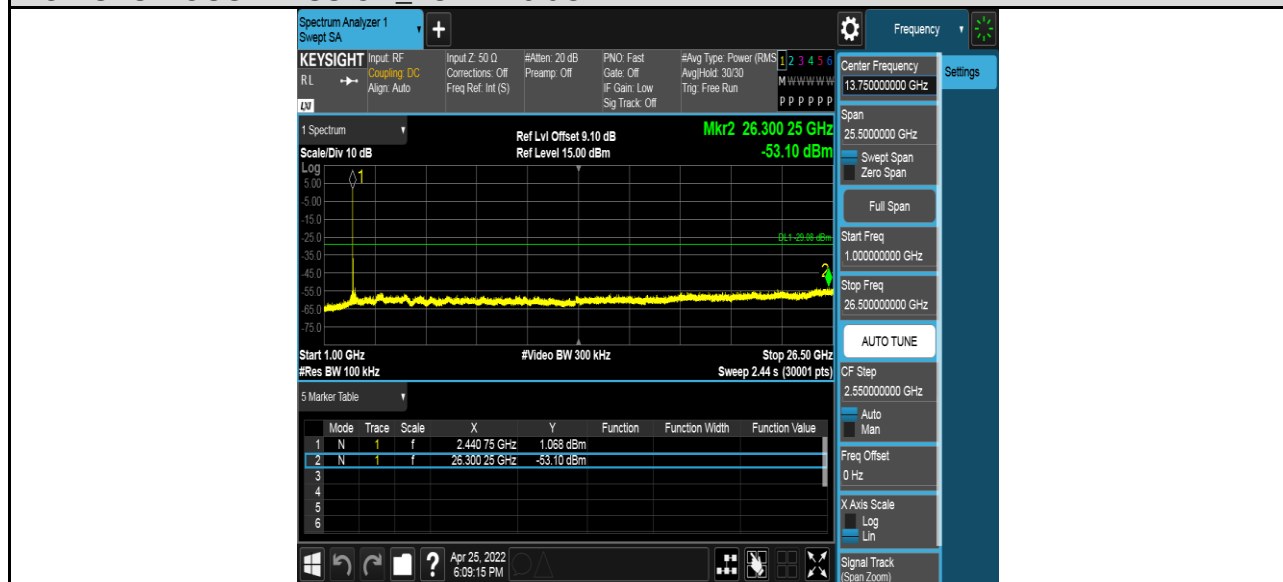 Spectrum Analyzer 1
Swept SA
Frequency
KEYSIGHT
Input: RF
Input Z: 50 Ω
#Atten: 20 dB
PNO: Fast
#Avg Type: Power (RMS
1 2 3 4 5 6
RL
Coupling: DC
Corrections: Off
Preamp: Off
Gate: Off
Avg|Hold: 30/30
M W W W W W
Align: Auto
Freq Ref: Int (S)
IF Gain: Low
Trig: Free Run
LXI
Sig Track: Off
P P P P P P
1 Spectrum
Ref Lvl Offset 9.10 dB
Mkr2 26.300 25 GHz
Scale/Div 10 dB
Ref Level 15.00 dBm
-53.10 dBm
Log
5.00
1
-5.00
-15.0
-25.0
DL1 -29.08 dBm
-35.0
-45.0
2
-55.0
-65.0
-75.0
Start 1.00 GHz
#Video BW 300 kHz
Stop 26.50 GHz
#Res BW 100 kHz
Sweep 2.44 s (30001 pts)
5 Marker Table
Mode Trace Scale X Y Function Function Width Function Value
1 N 1 f 2.440 75 GHz 1.068 dBm
2 N 1 f 26.300 25 GHz -53.10 dBm
3
4
5
6
?
Apr 25, 2022
6:09:15 PM
Center Frequency
13.750000000 GHz
Settings
Span
25.5000000 GHz
Swept Span
Zero Span
Full Span
Start Freq
1.000000000 GHz
Stop Freq
26.500000000 GHz
AUTO TUNE
CF Step
2.550000000 GHz
Auto
Man
Freq Offset
0 Hz
X Axis Scale
Log
Lin
Signal Track
(Span Zoom)